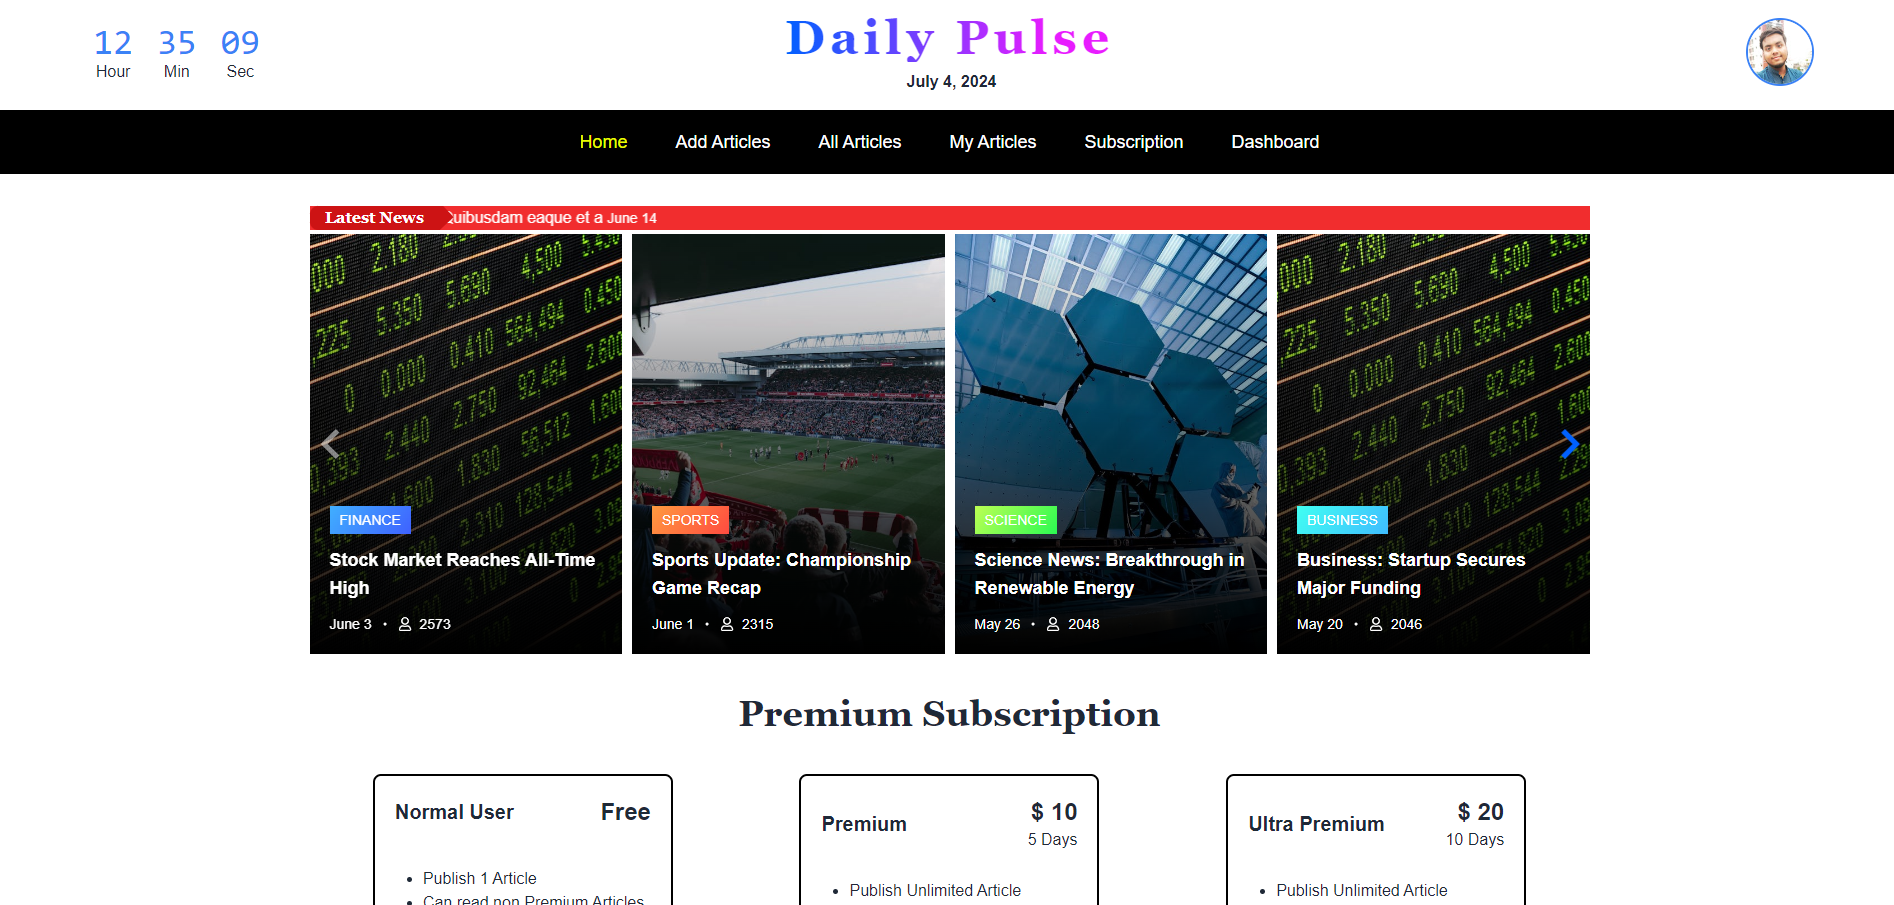 12 35 09
Hour Min Sec
Daily Pulse
July 4, 2024
Home Add Articles All Articles My Articles Subscription Dashboard
Latest News
eaque et a June 14
FINANCE
Stock Market Reaches All-Time
High
June 3 • 2573
SPORTS
Sports Update: Championship
Game Recap
June 1 • 2315
SCIENCE
Science News: Breakthrough in
Renewable Energy
May 26 • 2048
BUSINESS
Business: Startup Secures
Major Funding
May 20 • 2046
Premium Subscription
Normal User Free
• Publish 1 Article
• Can read non Premium Articles
Premium $ 10
5 Days
• Publish Unlimited Article
Ultra Premium $ 20
10 Days
• Publish Unlimited Article